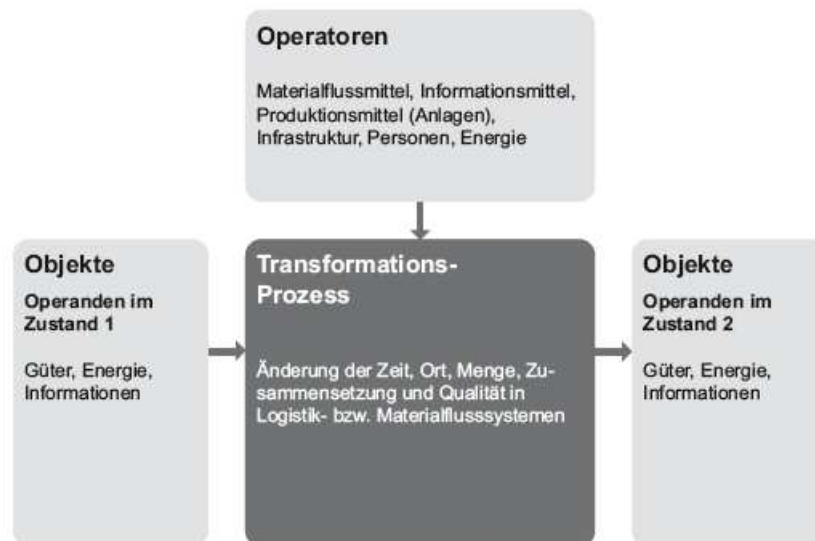 Operatoren
Materialflussmittel, Informationsmittel,
Produktionsmittel (Anlagen),
Infrastruktur, Personen, Energie
Objekte
Operanden im
Zustand 1
Güter, Energie,
Informationen
Transformations-
Prozess
Änderung der Zeit, Ort, Menge, Zu-
sammensetzung und Qualität in
Logistik- bzw. Materialflusssystemen
Objekte
Operanden im
Zustand 2
Güter, Energie,
Informationen